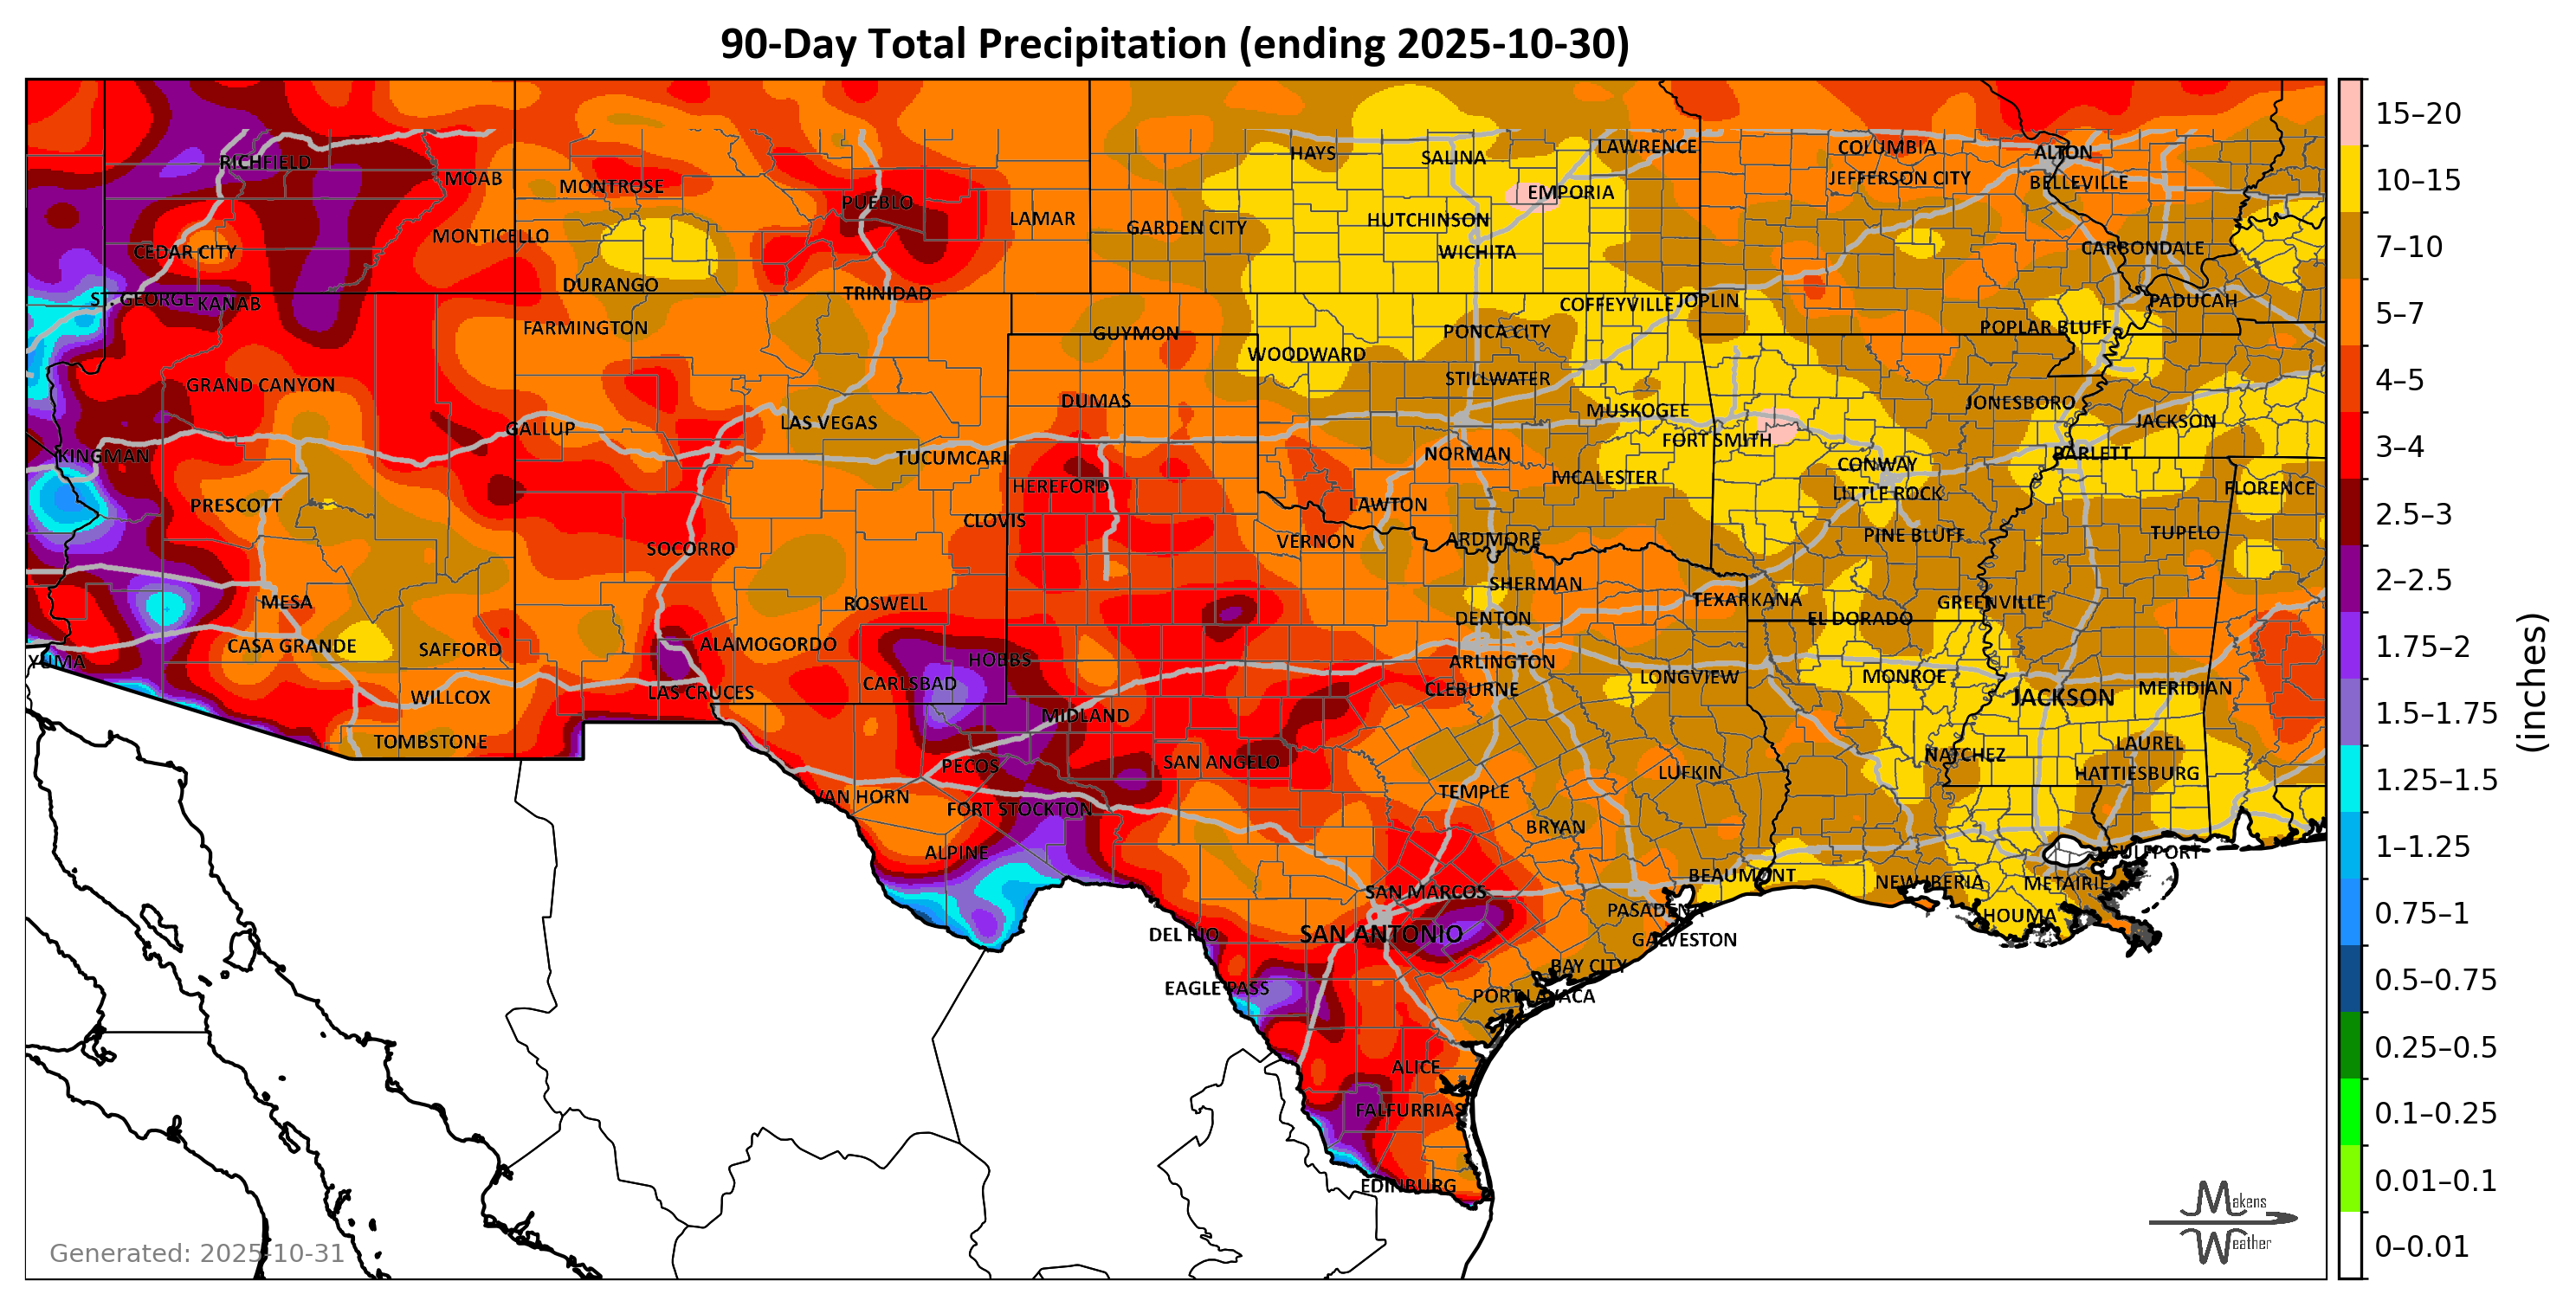 90-Day Total Precipitation (ending 2025-10-30)
HAYS
SALINA
LAWRENCE
COLUMBIA
ALTON
RICHFIELD
MOAB
MONTROSE
EMPORIA
JEFFERSON CITY
BELLEVILLE
PUEBLO
LAMAR
GARDEN CITY
HUTCHINSON
MONTICELLO
CEDAR CITY
WICHITA
CARBONDALE
DURANGO
TRINIDAD
ST. GEORGE
KANAB
COFFEYVILLE
JOPLIN
PADUCAH
FARMINGTON
GUYMON
PONCA CITY
POPLAR BLUFF
WOODWARD
GRAND CANYON
STILLWATER
DUMAS
MUSKOGEE
JONESBORO
GALLUP
LAS VEGAS
JACKSON
KINGMAN
TUCUMCARI
NORMAN
FORT SMITH
BARLETT
HEREFORD
MCALESTER
CONWAY
FLORENCE
PRESCOTT
CLOVIS
LAWTON
LITTLE ROCK
SOCORRO
VERNON
ARDMORE
PINE BLUFF
TUPELO
SHERMAN
MESA
ROSWELL
DENTON
TEXARKANA
GREENVILLE
EL DORADO
CASA GRANDE
SAFFORD
ALAMOGORDO
YUMA
HOBBS
ARLINGTON
WILLCOX
LAS CRUCES
CARLSBAD
CLEBURNE
LONGVIEW
MONROE
JACKSON
MERIDIAN
TOMBSTONE
MIDLAND
PECOS
SAN ANGELO
NATCHEZ
LAUREL
LUFKIN
HATTIESBURG
VAN HORN
FORT STOCKTON
TEMPLE
BRYAN
ALPINE
GULFPORT
SAN MARCOS
BEAUMONT
NEW IBERIA
METAIRIE
DEL RIO
SAN ANTONIO
PASADENA
GALVESTON
HOUMA
EAGLE PASS
BAY CITY
PORT LAVACA
ALICE
FALFURRIAS
EDINBURG
15–20
10–15
7–10
5–7
4–5
3–4
2.5–3
2–2.5
1.75–2
1.5–1.75
1.25–1.5
1–1.25
0.75–1
0.5–0.75
0.25–0.5
0.1–0.25
0.01–0.1
0–0.01
(inches)
Generated: 2025-10-31
Makens
Weather